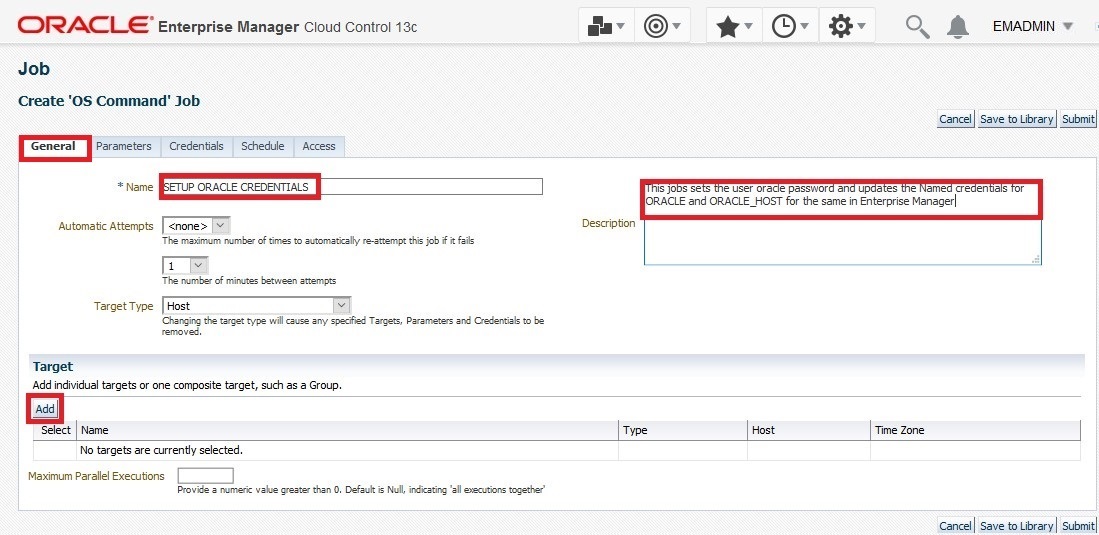 ORACLE Enterprise Manager Cloud Control 13c
EMADMIN
Job
Create 'OS Command' Job
Cancel Save to Library Submit
General Parameters Credentials Schedule Access
* Name SETUP ORACLE CREDENTIALS
This jobs sets the user oracle password and updates the Named credentials for
ORACLE and ORACLE_HOST for the same in Enterprise Manager
Description
Automatic Attempts <none>
The maximum number of times to automatically re-attempt this job if it fails
1
The number of minutes between attempts
Target Type Host
Changing the target type will cause any specified Targets, Parameters and Credentials to be
removed.
Target
Add individual targets or one composite target, such as a Group.
Add
Select Name Type Host Time Zone
No targets are currently selected.
Maximum Parallel Executions
Provide a numeric value greater than 0. Default is Null, indicating 'all executions together'
Cancel Save to Library Submit